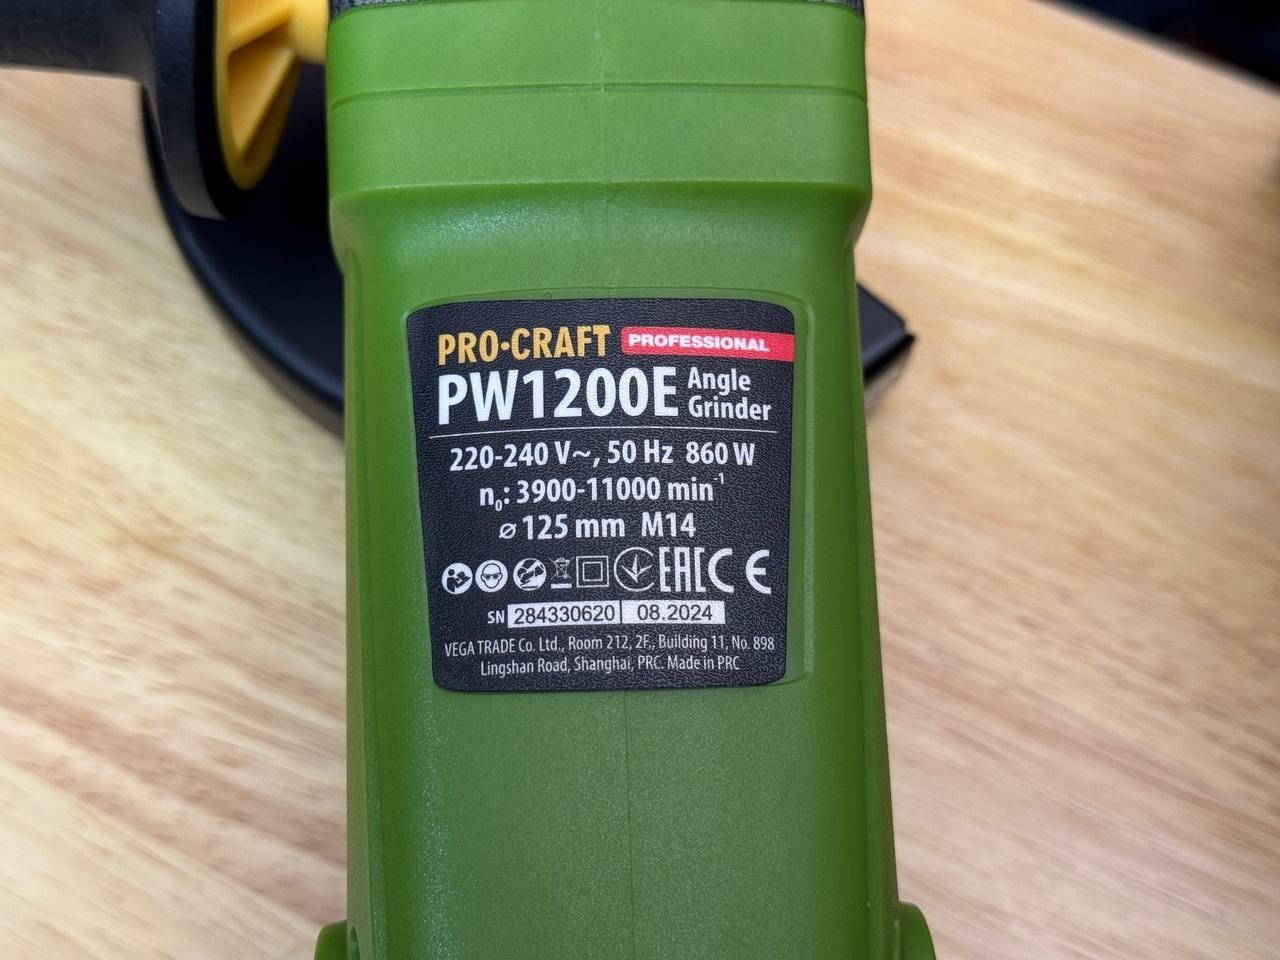 PRO·CRAFT PROFESSIONAL
PW1200E Angle Grinder
220-240 V~, 50 Hz 860 W
n₀: 3900-11000 min⁻¹
⌀ 125 mm M14
EAC CE
SN 284330620 08.2024
VEGA TRADE Co. Ltd., Room 212, 2F., Building 11, No. 898
Lingshan Road, Shanghai, PRC. Made in PRC